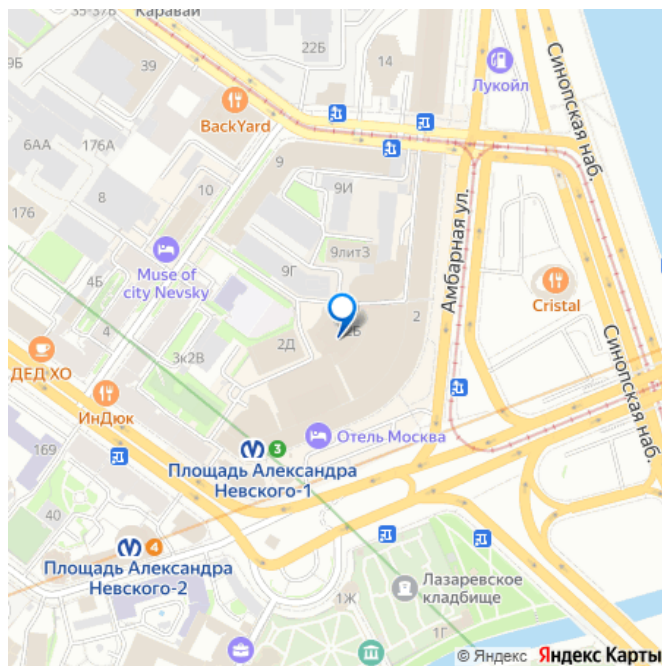 35-37Б
Каравай
9Б
39
22Б
14
Лукойл
Синопская наб.
BackYard
6АА
176А
9
10
9И
8
176
Muse of
city Nevsky
4Б
9Г
9лит3
Амбарная ул.
Cristal
4
2
3к2В
2Д
ДЕД ХО
ИнДюк
Синопская наб.
3
Отель Москва
Площадь Александра
Невского-1
169
40
4
Площадь Александра
Невского-2
Лазаревское
кладбище
1Ж
1Г
© Яндекс Яндекс Карты